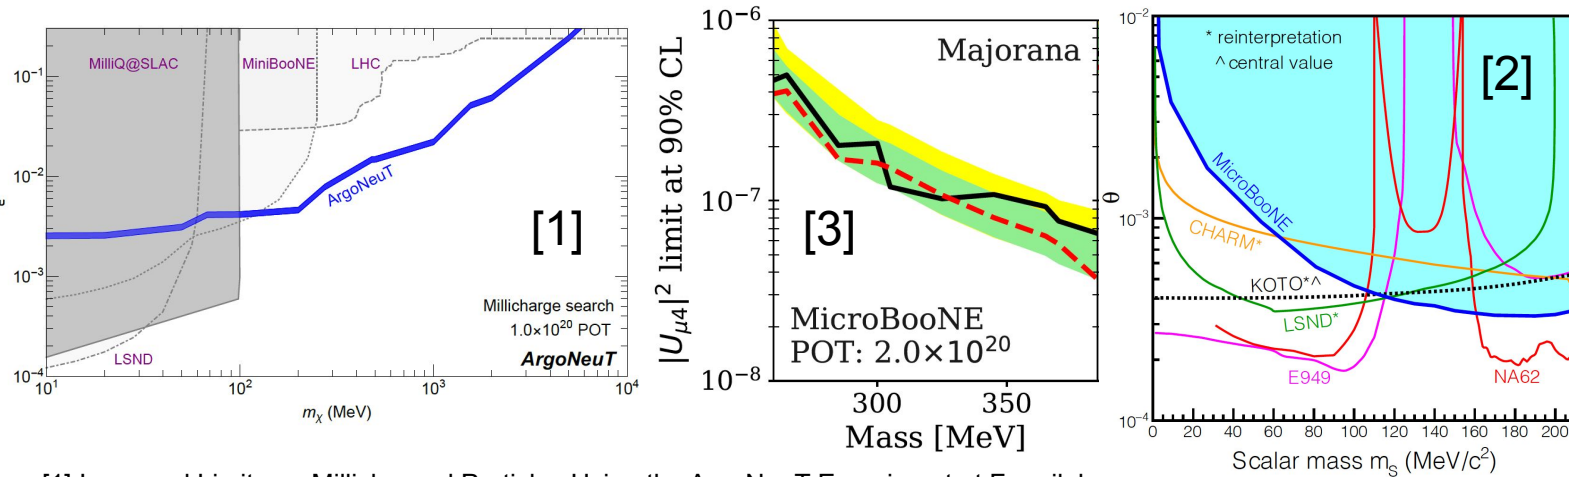 MilliQ@SLAC
MiniBooNE
LHC
ArgoNeuT
[1]
LSND
Millicharge search
1.0×10²⁰ POT
ArgoNeuT
10⁻¹
10⁻²
10⁻³
10⁻⁴
10¹
10²
10³
10⁴
mχ (MeV)
|Uμ4|² limit at 90% CL
10⁻⁶
10⁻⁷
10⁻⁸
Majorana
[3]
MicroBooNE
POT: 2.0×10²⁰
300
350
Mass [MeV]
θ
10⁻²
10⁻³
10⁻⁴
* reinterpretation
^ central value
[2]
MicroBooNE
CHARM*
KOTO*^
LSND*
E949
NA62
0
20
40
60
80
100
120
140
160
180
200
Scalar mass mS (MeV/c²)